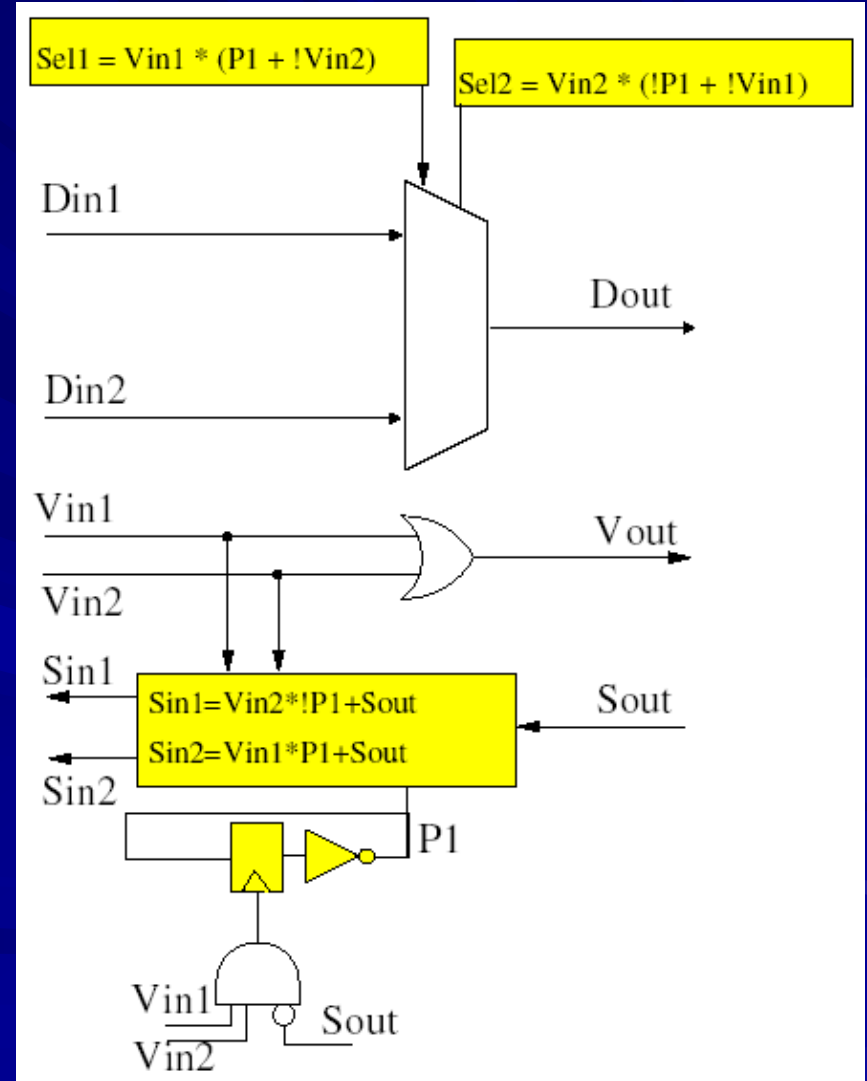 Sel1 = Vin1 * (P1 + !Vin2)
Sel2 = Vin2 * (!P1 + !Vin1)
Din1
Dout
Din2
Vin1
Vout
Vin2
Sin1
Sin1=Vin2*!P1+Sout
Sout
Sin2=Vin1*P1+Sout
Sin2
P1
Vin1
Sout
Vin2